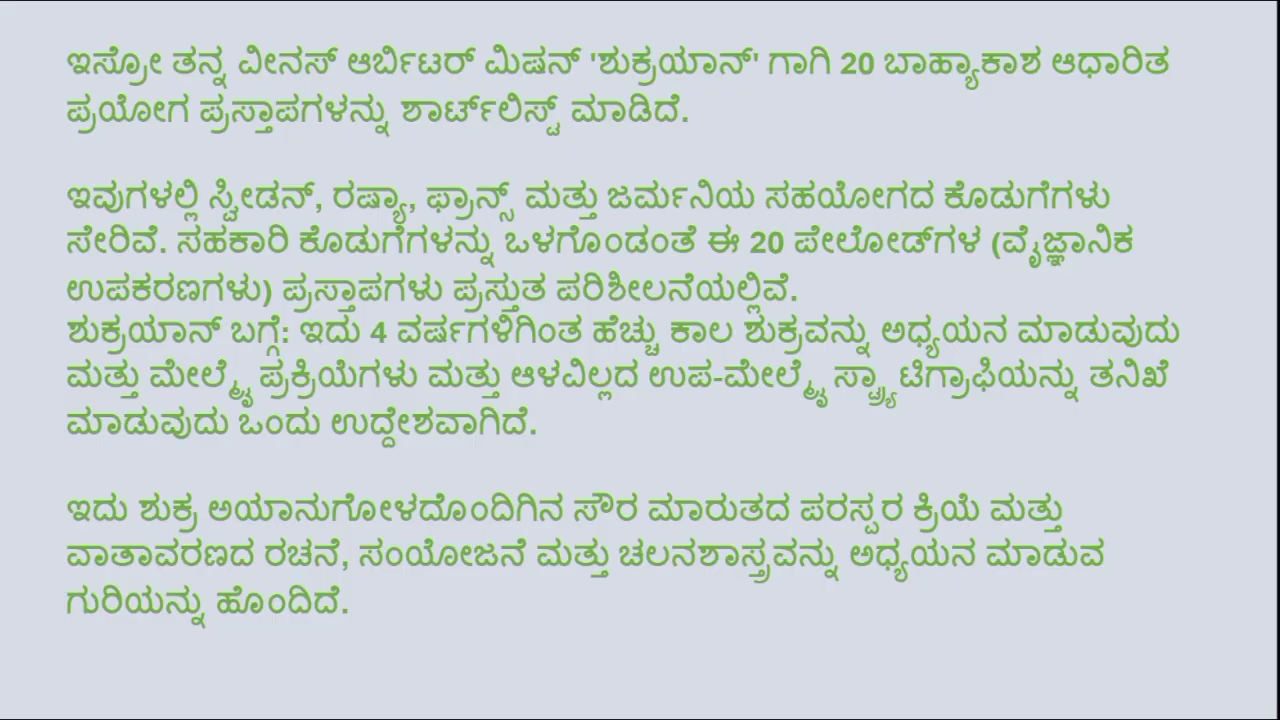 ಇಸ್ರೋ ತನ್ನ ವೀನಸ್ ಆರ್ಬಿಟರ್ ಮಿಷನ್ 'ಶುಕ್ರಯಾನ್' ಗಾಗಿ 20 ಬಾಹ್ಯಾಕಾಶ ಆಧಾರಿತ
ಪ್ರಯೋಗ ಪ್ರಸ್ತಾಪಗಳನ್ನು ಶಾರ್ಟ್‌ಲಿಸ್ಟ್ ಮಾಡಿದೆ.
ಇವುಗಳಲ್ಲಿ ಸ್ವೀಡನ್, ರಷ್ಯಾ, ಫ್ರಾನ್ಸ್ ಮತ್ತು ಜರ್ಮನಿಯ ಸಹಯೋಗದ ಕೊಡುಗೆಗಳು
ಸೇರಿವೆ. ಸಹಕಾರಿ ಕೊಡುಗೆಗಳನ್ನು ಒಳಗೊಂಡಂತೆ ಈ 20 ಪೇಲೋಡ್‌ಗಳ (ವೈಜ್ಞಾನಿಕ
ಉಪಕರಣಗಳು) ಪ್ರಸ್ತಾಪಗಳು ಪ್ರಸ್ತುತ ಪರಿಶೀಲನೆಯಲ್ಲಿವೆ.
ಶುಕ್ರಯಾನ್ ಬಗ್ಗೆ: ಇದು 4 ವರ್ಷಗಳಿಗಿಂತ ಹೆಚ್ಚು ಕಾಲ ಶುಕ್ರವನ್ನು ಅಧ್ಯಯನ ಮಾಡುವುದು
ಮತ್ತು ಮೇಲ್ಮೈ ಪ್ರಕ್ರಿಯೆಗಳು ಮತ್ತು ಆಳವಿಲ್ಲದ ಉಪ-ಮೇಲ್ಮೈ ಸ್ಟ್ರ್ಯಾಟಿಗ್ರಾಫಿಯನ್ನು ತನಿಖೆ
ಮಾಡುವುದು ಒಂದು ಉದ್ದೇಶವಾಗಿದೆ.
ಇದು ಶುಕ್ರ ಅಯಾನುಗೋಳದೊಂದಿಗಿನ ಸೌರ ಮಾರುತದ ಪರಸ್ಪರ ಕ್ರಿಯೆ ಮತ್ತು
ವಾತಾವರಣದ ರಚನೆ, ಸಂಯೋಜನೆ ಮತ್ತು ಚಲನಶಾಸ್ತ್ರವನ್ನು ಅಧ್ಯಯನ ಮಾಡುವ
ಗುರಿಯನ್ನು ಹೊಂದಿದೆ.